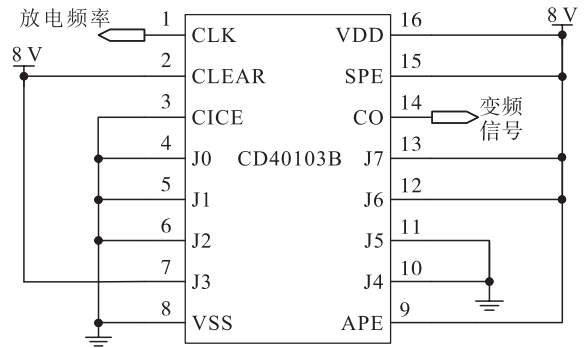 放电频率
1
CLK
VDD
16
8 V
8 V
2
CLEAR
SPE
15
3
CICE
CO
14
变频
信号
4
J0
CD40103B
J7
13
5
J1
J6
12
6
J2
J5
11
7
J3
J4
10
8
VSS
APE
9